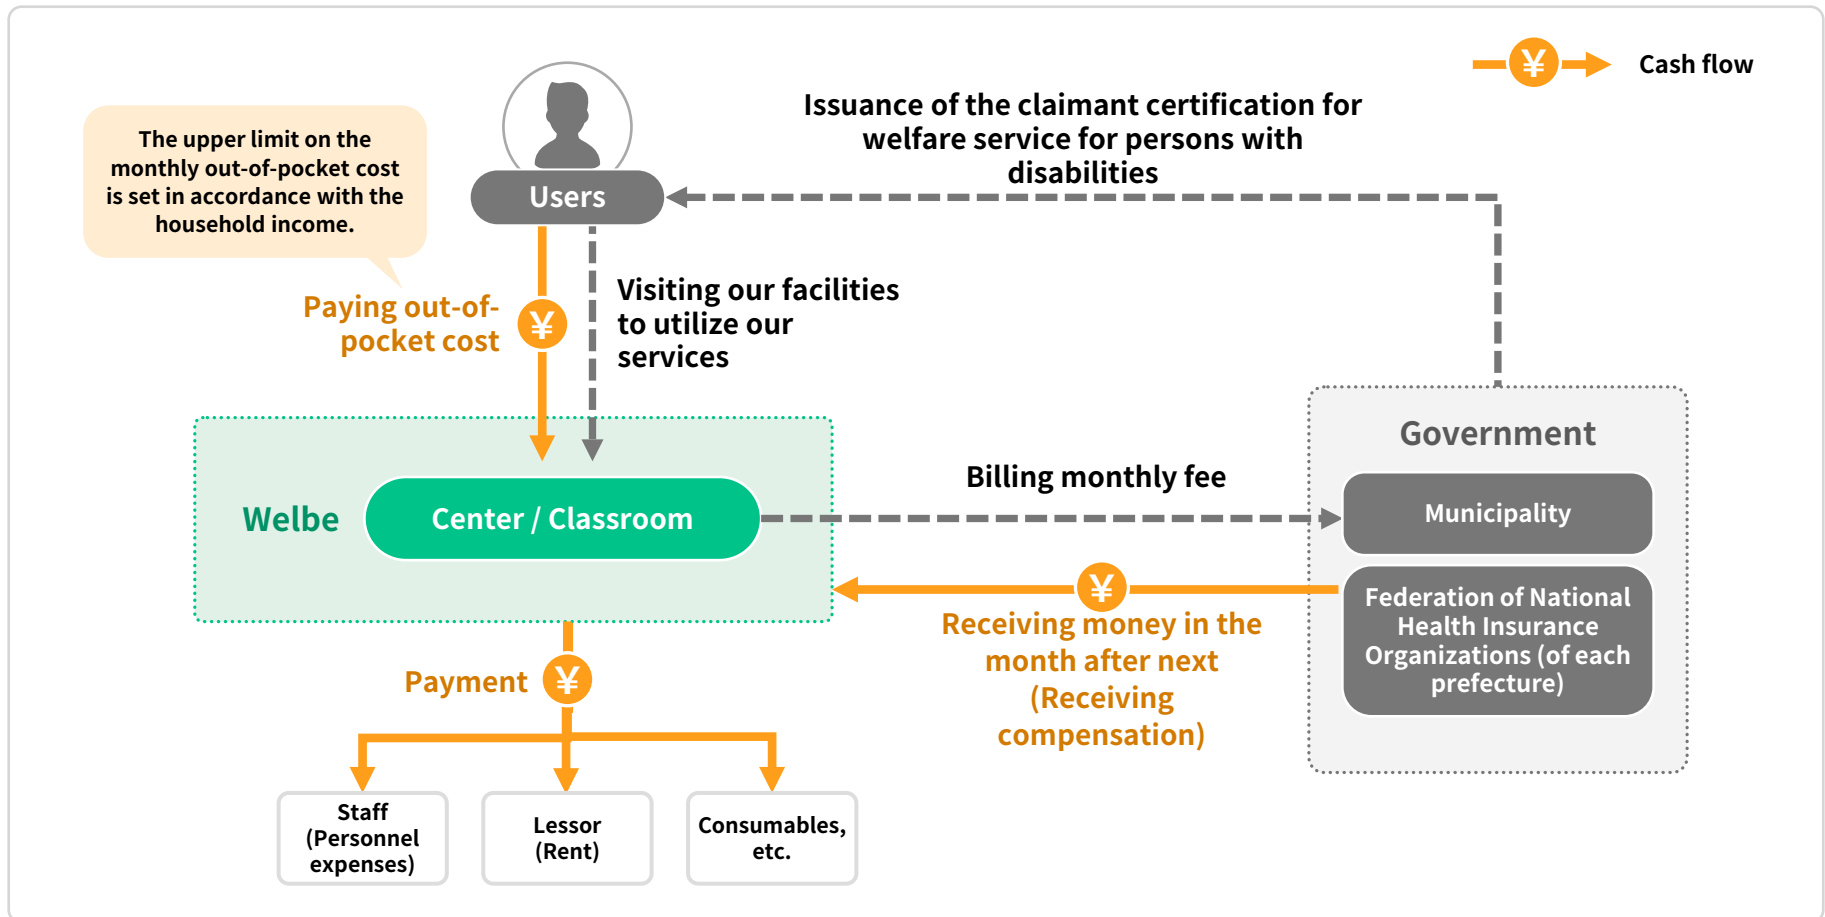 ¥
Cash flow
Issuance of the claimant certification for
welfare service for persons with
disabilities
The upper limit on the
monthly out-of-pocket cost
is set in accordance with the
household income.
Users
Paying out-of-
pocket cost
¥
Visiting our facilities
to utilize our
services
Welbe
Center / Classroom
Billing monthly fee
Government
Municipality
Federation of National
Health Insurance
Organizations (of each
prefecture)
¥
Receiving money in the
month after next
(Receiving
compensation)
Payment
¥
Staff
(Personnel
expenses)
Lessor
(Rent)
Consumables,
etc.